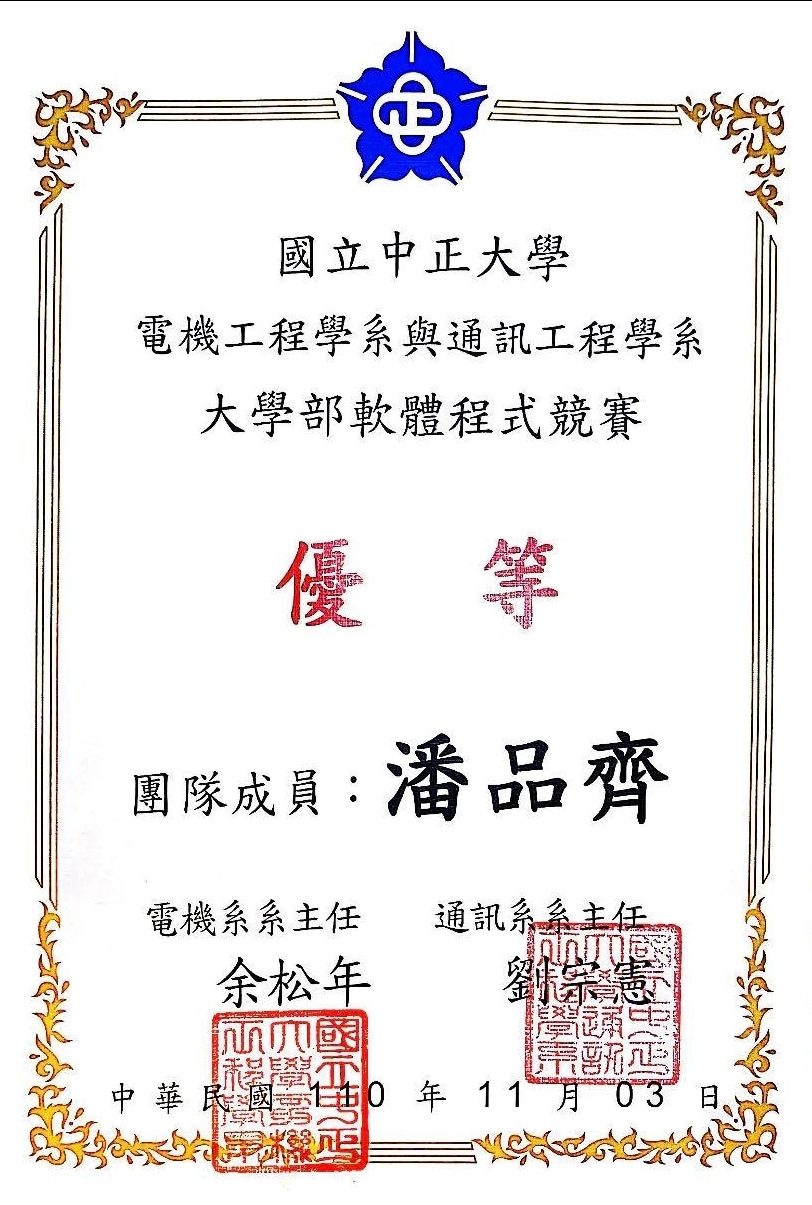 國立中正大學
電機工程學系與通訊工程學系
大學部軟體程式競賽
優 等
團隊成員：潘品齊
電機系系主任 通訊系系主任
余松年 劉宗憲
中華民國 110 年 11 月 03 日